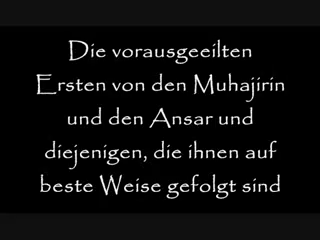 Die vorausgeeilten
Ersten von den Muhajirin
und den Ansar und
diejenigen, die ihnen auf
beste Weise gefolgt sind